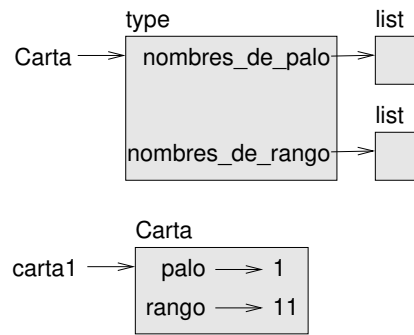 type
list
Carta
nombres_de_palo
list
nombres_de_rango
Carta
carta1
palo
1
rango
11